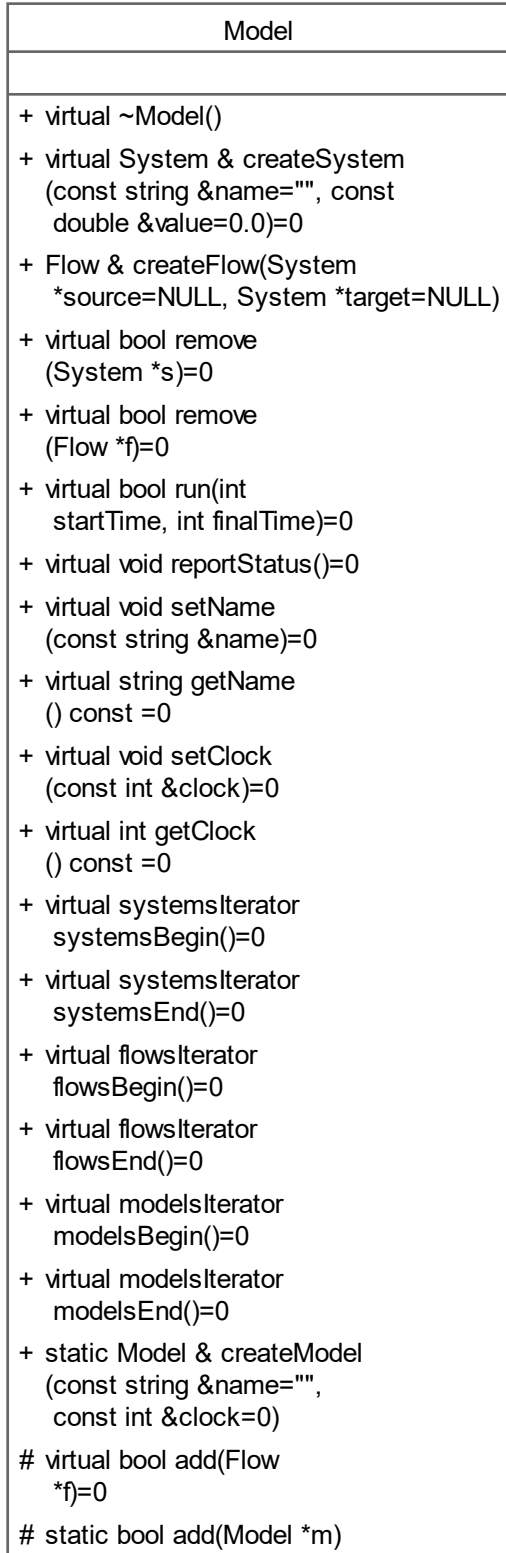 Model
+ virtual ~Model()
+ virtual System & createSystem
(const string &name="", const
double &value=0.0)=0
+ Flow & createFlow(System
*source=NULL, System *target=NULL)
+ virtual bool remove
(System *s)=0
+ virtual bool remove
(Flow *f)=0
+ virtual bool run(int
startTime, int finalTime)=0
+ virtual void reportStatus()=0
+ virtual void setName
(const string &name)=0
+ virtual string getName
() const =0
+ virtual void setClock
(const int &clock)=0
+ virtual int getClock
() const =0
+ virtual systemsIterator
systemsBegin()=0
+ virtual systemsIterator
systemsEnd()=0
+ virtual flowsIterator
flowsBegin()=0
+ virtual flowsIterator
flowsEnd()=0
+ virtual modelsIterator
modelsBegin()=0
+ virtual modelsIterator
modelsEnd()=0
+ static Model & createModel
(const string &name="",
const int &clock=0)
# virtual bool add(Flow
*f)=0
# static bool add(Model *m)